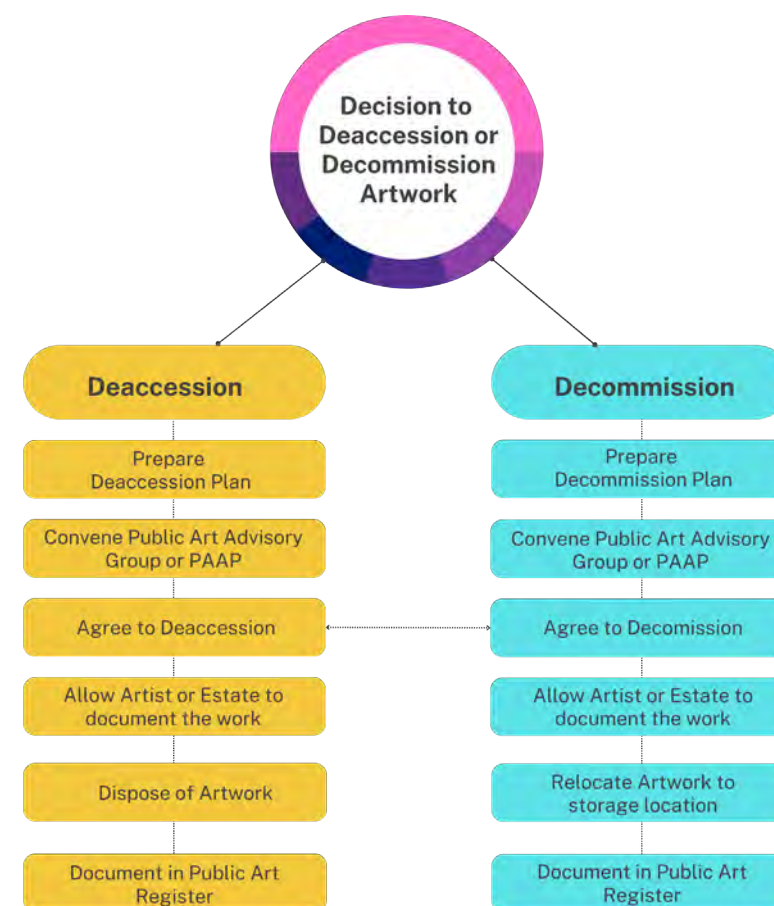 Decision to
Deaccession or
Decommission
Artwork
Deaccession
Prepare
Deaccession Plan
Convene Public Art Advisory
Group or PAAP
Agree to Deaccession
Allow Artist or Estate to
document the work
Dispose of Artwork
Document in Public Art
Register
Decommission
Prepare
Decommission Plan
Convene Public Art Advisory
Group or PAAP
Agree to Decomission
Allow Artist or Estate to
document the work
Relocate Artwork to
storage location
Document in Public Art
Register